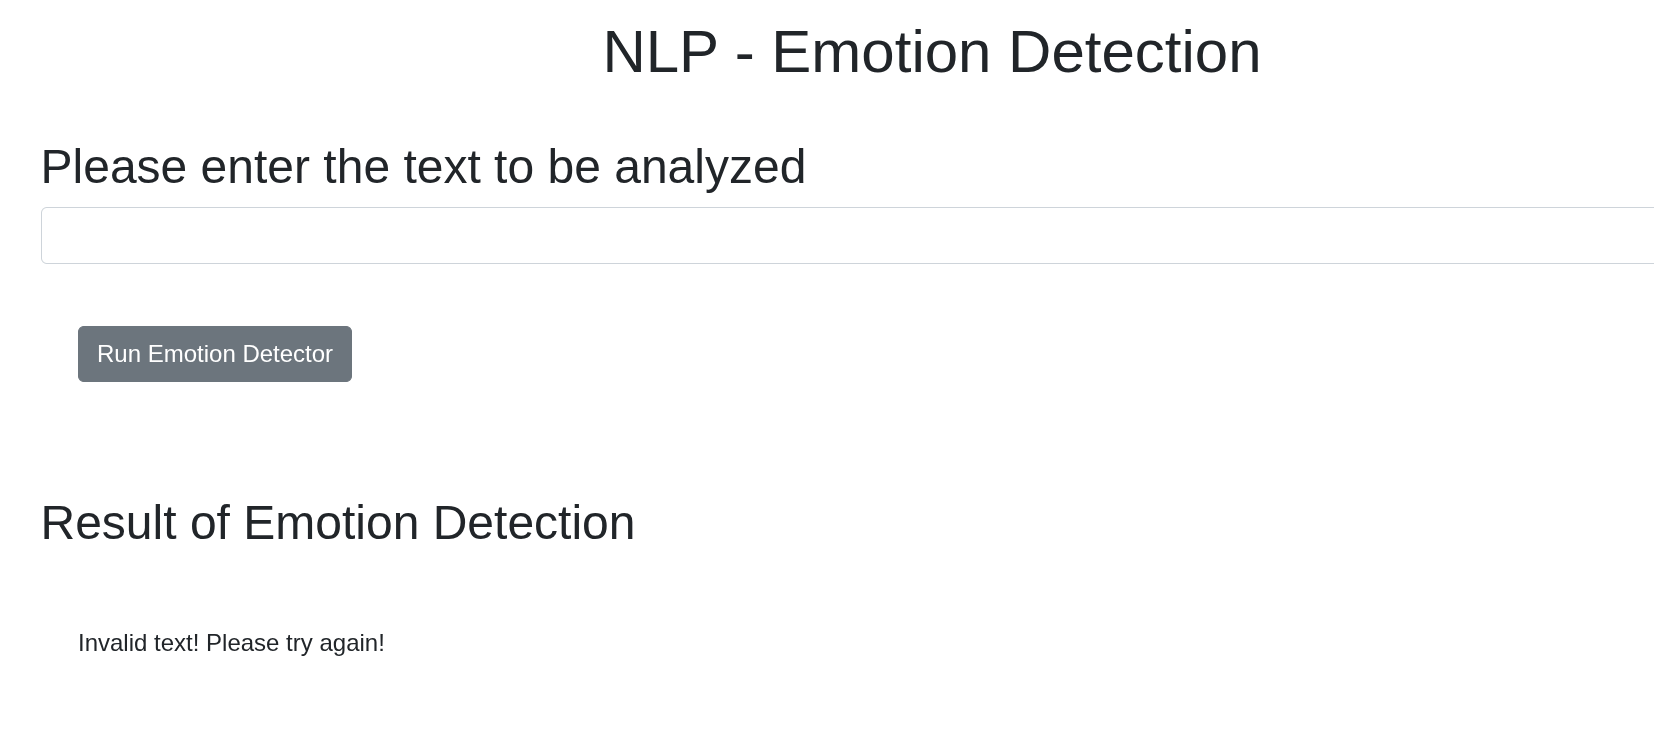 NLP - Emotion Detection
Please enter the text to be analyzed
Run Emotion Detector
Result of Emotion Detection
Invalid text! Please try again!